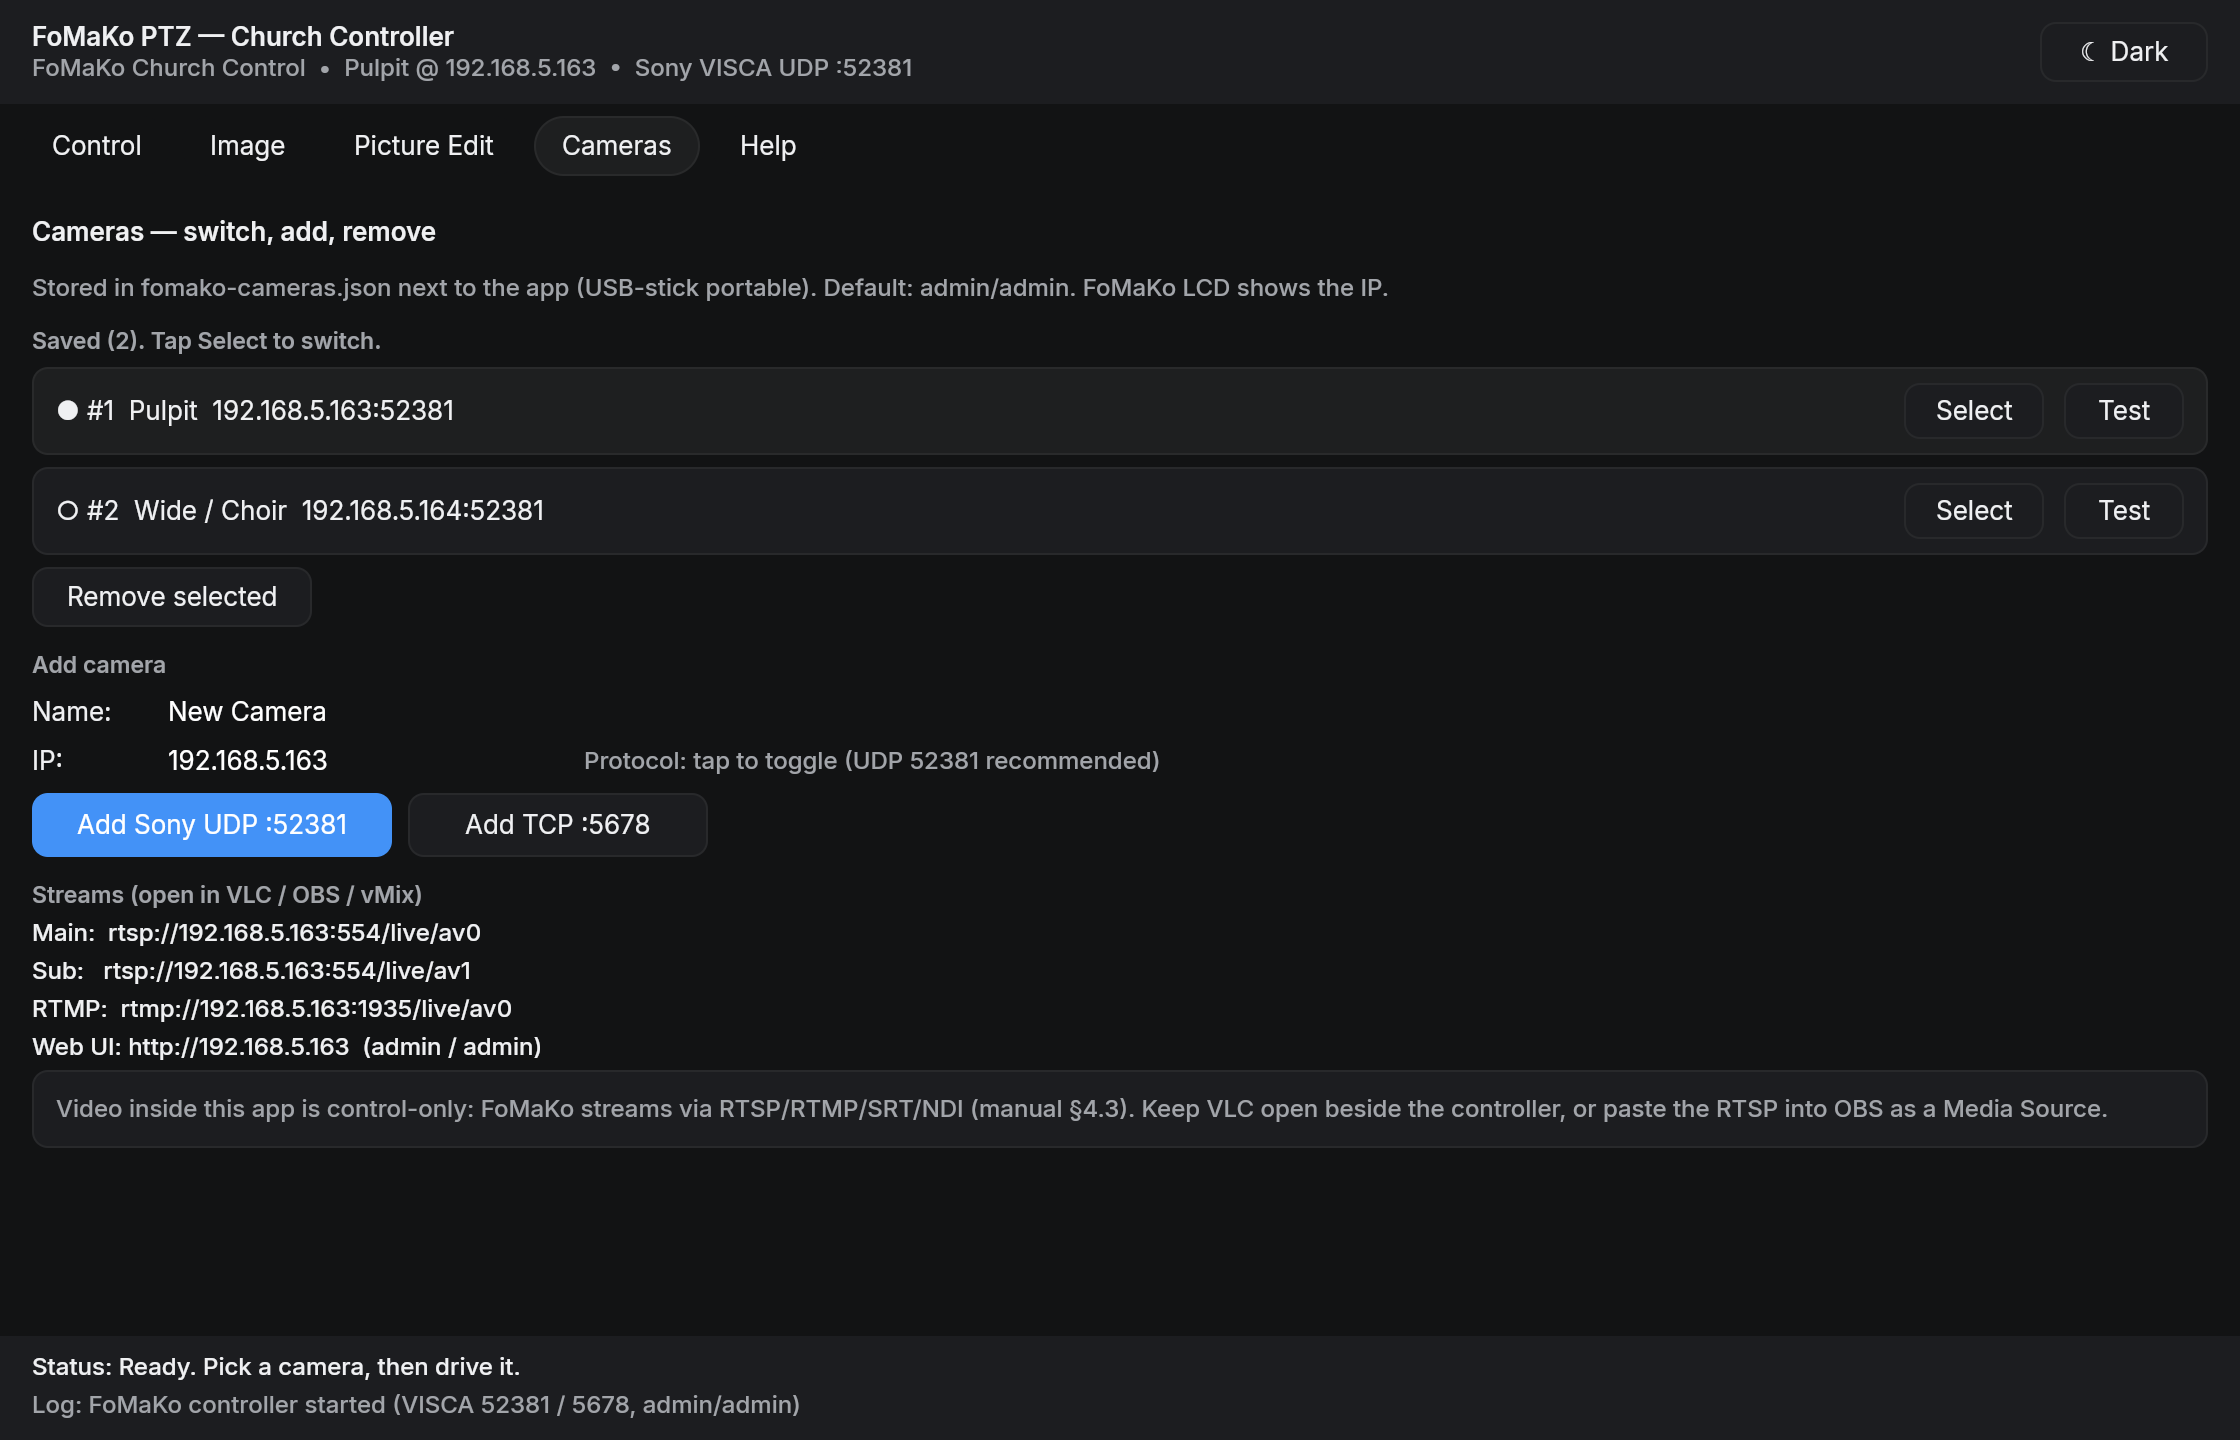 FoMaKo PTZ — Church Controller
FoMaKo Church Control • Pulpit @ 192.168.5.163 • Sony VISCA UDP :52381
☾ Dark
Control Image Picture Edit Cameras Help
Cameras — switch, add, remove
Stored in fomako-cameras.json next to the app (USB-stick portable). Default: admin/admin. FoMaKo LCD shows the IP.
Saved (2). Tap Select to switch.
● #1 Pulpit 192.168.5.163:52381 Select Test
○ #2 Wide / Choir 192.168.5.164:52381 Select Test
Remove selected
Add camera
Name: New Camera
IP: 192.168.5.163 Protocol: tap to toggle (UDP 52381 recommended)
Add Sony UDP :52381 Add TCP :5678
Streams (open in VLC / OBS / vMix)
Main: rtsp://192.168.5.163:554/live/av0
Sub: rtsp://192.168.5.163:554/live/av1
RTMP: rtmp://192.168.5.163:1935/live/av0
Web UI: http://192.168.5.163 (admin / admin)
Video inside this app is control-only: FoMaKo streams via RTSP/RTMP/SRT/NDI (manual §4.3). Keep VLC open beside the controller, or paste the RTSP into OBS as a Media Source.
Status: Ready. Pick a camera, then drive it.
Log: FoMaKo controller started (VISCA 52381 / 5678, admin/admin)